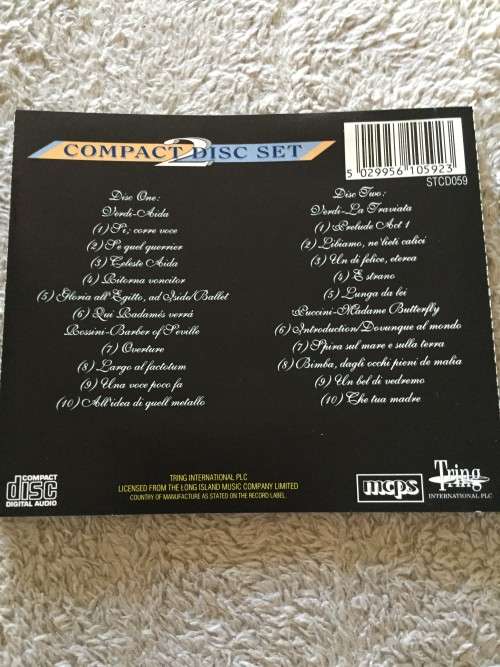 2 COMPACT DISC SET
5 029956 105923
STCD059
Disc One:
Verdi-Aida
(1) Si; corre voce
(2) Se quel guerrier
(3) Celeste Aida
(4) Ritorna vincitor
(5) Gloria all'Egitto, ad Iside/Ballet
(6) Qui Radamés verrá
Rossini-Barber of Seville
(7) Overture
(8) Largo al factotum
(9) Una voce poco fa
(10) All'idea di quell metallo
Disc Two:
Verdi-La Traviata
(1) Prelude Act 1
(2) Libiamo, ne'lieti calici
(3) Un di felice, eterea
(4) E strano
(5) Lunga da lei
Puccini-Madame Butterfly
(6) Introduction/Dovunque al mondo
(7) Spira sul mare e sulla terra
(8) Bimba, dagli occhi pieni de malia
(9) Un bel di vedremo
(10) Che tua madre
COMPACT
disc
DIGITAL AUDIO
TRING INTERNATIONAL PLC
LICENSED FROM THE LONG ISLAND MUSIC COMPANY LIMITED
COUNTRY OF MANUFACTURE AS STATED ON THE RECORD LABEL
mcps
Tring
INTERNATIONAL PLC